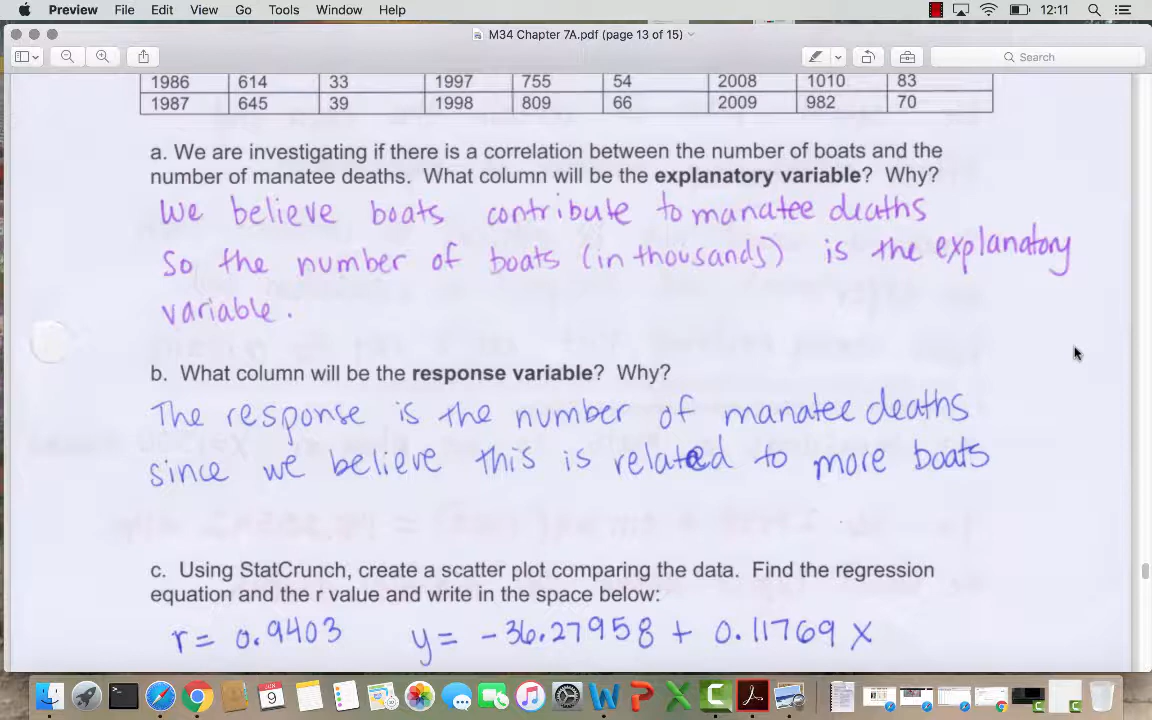 Preview File Edit View Go Tools Window Help 12:11
M34 Chapter 7A.pdf (page 13 of 15)
Search
1986 614 33 1997 755 54 2008 1010 83
1987 645 39 1998 809 66 2009 982 70
a. We are investigating if there is a correlation between the number of boats and the
number of manatee deaths. What column will be the explanatory variable? Why?
We believe boats contribute to manatee deaths
So the number of boats (in thousands) is the explanatory
variable.
b. What column will be the response variable? Why?
The response is the number of manatee deaths
since we believe this is related to more boats
c. Using StatCrunch, create a scatter plot comparing the data. Find the regression
equation and the r value and write in the space below:
r = 0.9403 y = -36.27958 + 0.11769 x